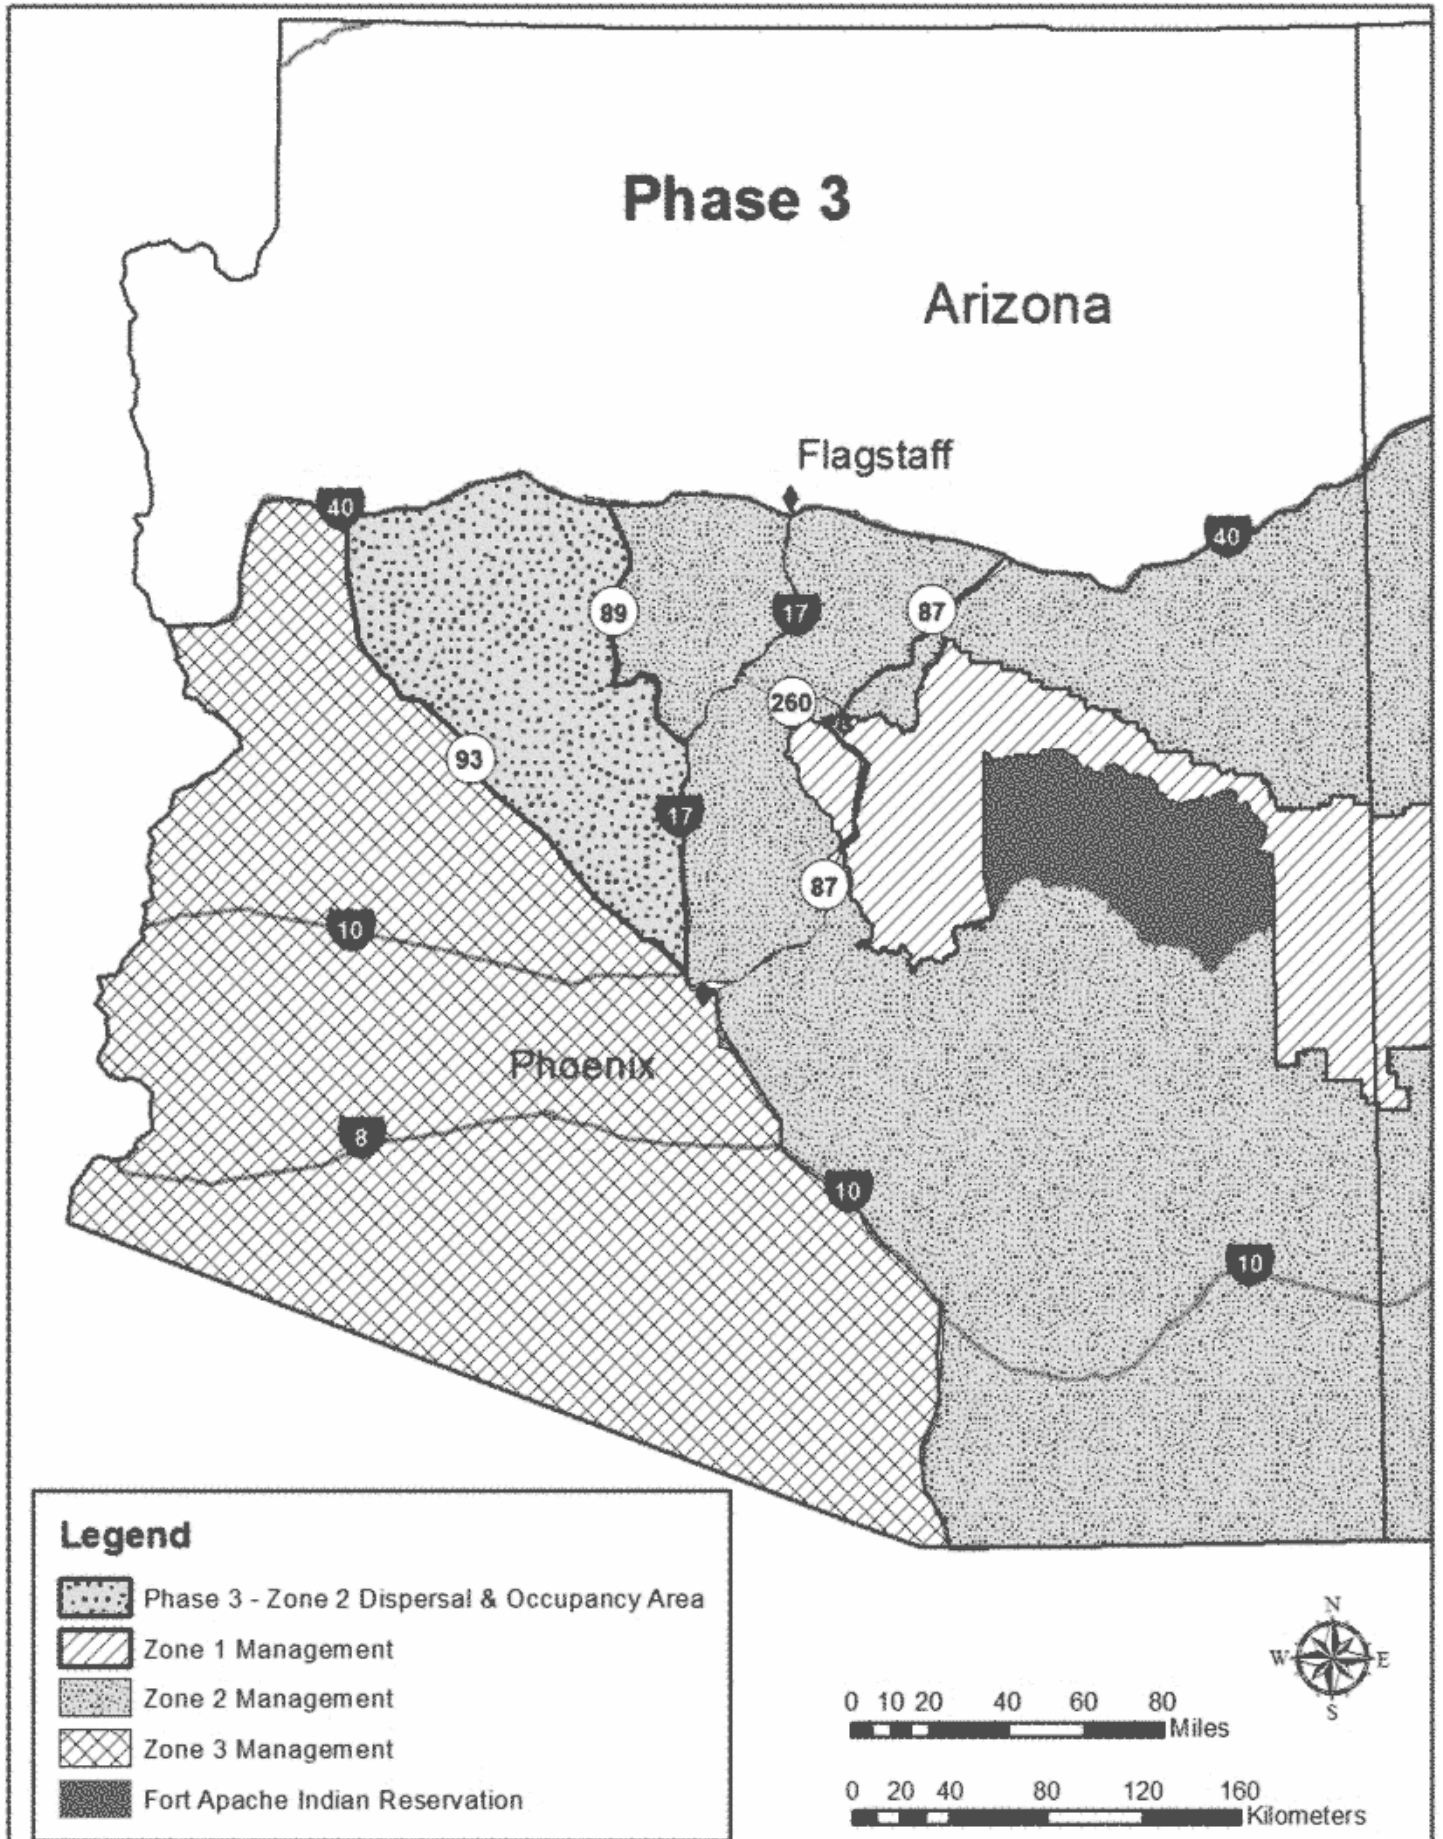 Phase 3
Arizona
Flagstaff
40
40
89
17
87
260
93
17
87
10
Phoenix
8
10
10
Legend
Phase 3 - Zone 2 Dispersal & Occupancy Area
Zone 1 Management
Zone 2 Management
Zone 3 Management
Fort Apache Indian Reservation
N
W E
S
0 10 20 40 60 80
Miles
0 20 40 80 120 160
Kilometers